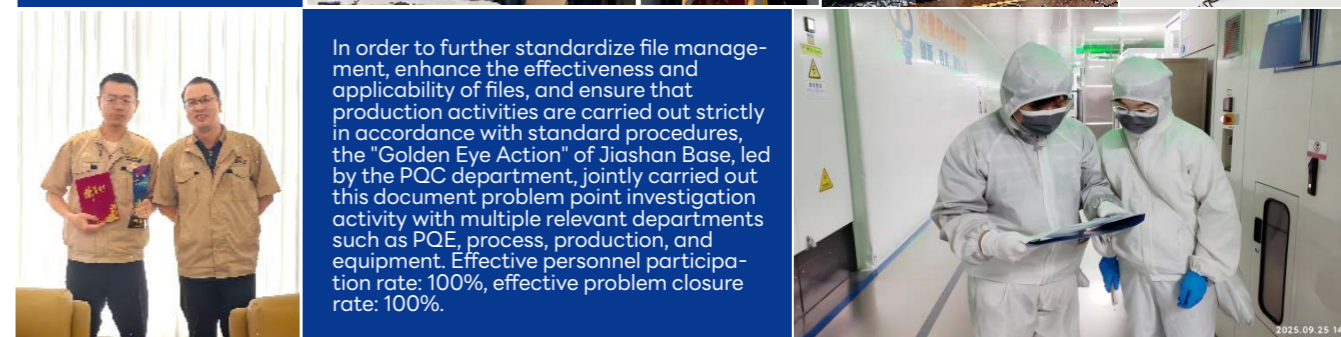 In order to further standardize file manage-
ment, enhance the effectiveness and
applicability of files, and ensure that
production activities are carried out strictly
in accordance with standard procedures,
the "Golden Eye Action" of Jiashan Base, led
by the PQC department, jointly carried out
this document problem point investigation
activity with multiple relevant departments
such as PQE, process, production, and
equipment. Effective personnel participa-
tion rate: 100%, effective problem closure
rate: 100%.
2025.09.25 14